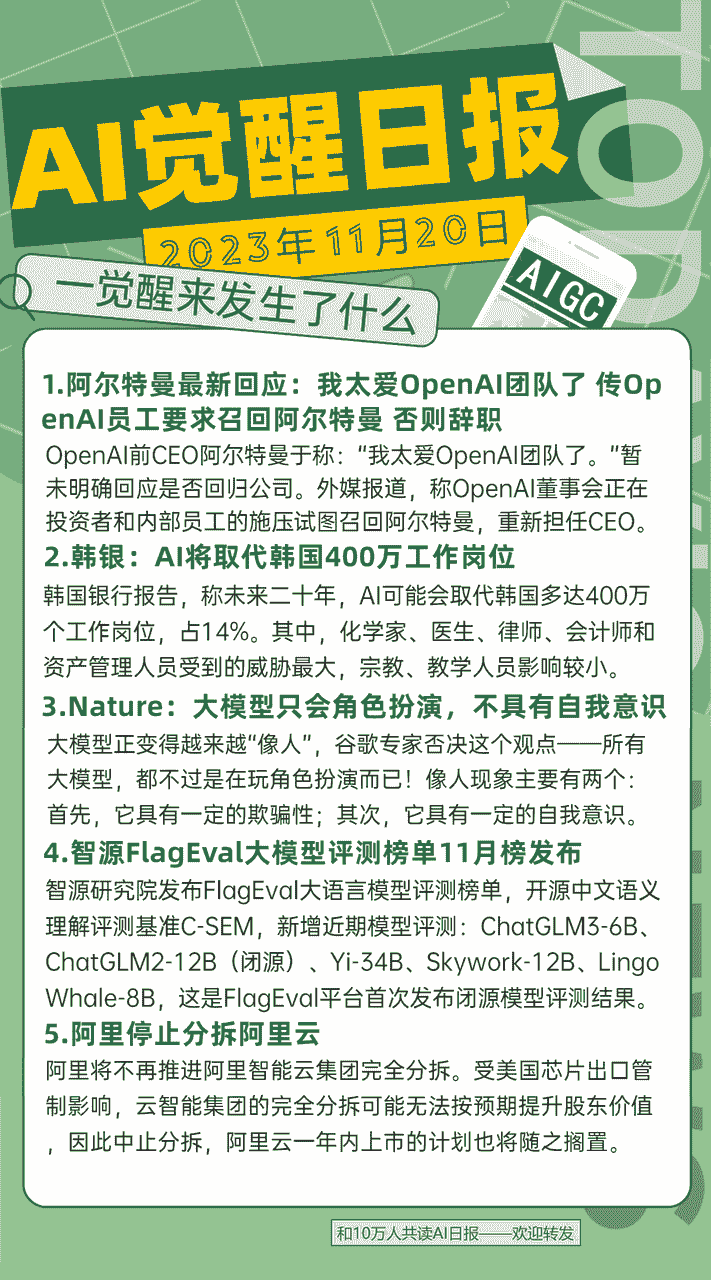 AI觉醒日报
2023年11月20日
一觉醒来发生了什么
AIGC
1.阿尔特曼最新回应：我太爱OpenAI团队了 传Op
enAI员工要求召回阿尔特曼 否则辞职
OpenAI前CEO阿尔特曼于称：“我太爱OpenAI团队了。”暂
未明确回应是否回归公司。外媒报道，称OpenAI董事会正在
投资者和内部员工的施压试图召回阿尔特曼，重新担任CEO。
2.韩银：AI将取代韩国400万工作岗位
韩国银行报告，称未来二十年，AI可能会取代韩国多达400万
个工作岗位，占14%。其中，化学家、医生、律师、会计师和
资产管理人员受到的威胁最大，宗教、教学人员影响较小。
3.Nature：大模型只会角色扮演，不具有自我意识
大模型正变得越来越“像人”，谷歌专家否决这个观点——所有
大模型，都不过是在玩角色扮演而已！像人现象主要有两个：
首先，它具有一定的欺骗性；其次，它具有一定的自我意识。
4.智源FlagEval大模型评测榜单11月榜发布
智源研究院发布FlagEval大语言模型评测榜单，开源中文语义
理解评测基准C-SEM，新增近期模型评测：ChatGLM3-6B、
ChatGLM2-12B（闭源）、Yi-34B、Skywork-12B、Lingo
Whale-8B，这是FlagEval平台首次发布闭源模型评测结果。
5.阿里停止分拆阿里云
阿里将不再推进阿里智能云集团完全分拆。受美国芯片出口管
制影响，云智能集团的完全分拆可能无法按预期提升股东价值
，因此中止分拆，阿里云一年内上市的计划也将随之搁置。
和10万人共读AI日报——欢迎转发